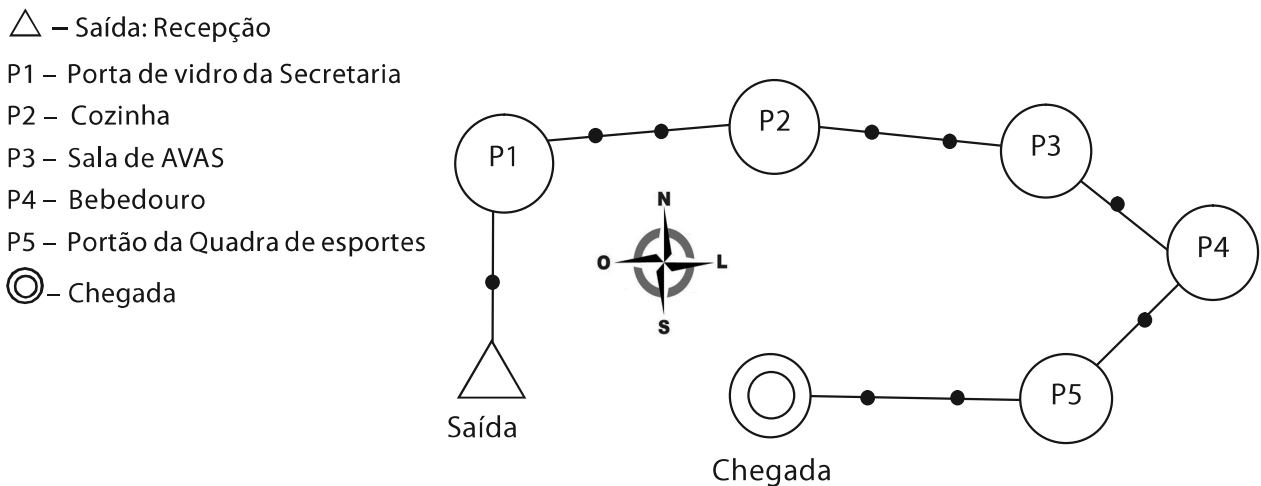 – Saída: Recepção
P1 – Porta de vidro da Secretaria
P2 – Cozinha
P3 – Sala de AVAS
P4 – Bebedouro
P5 – Portão da Quadra de esportes
– Chegada
P1
P2
P3
P4
P5
N
O
L
S
Saída
Chegada